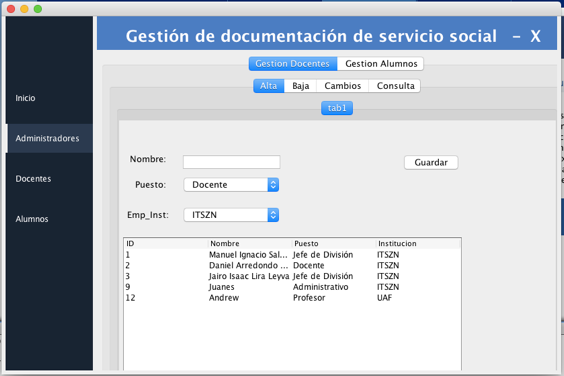 Gestión de documentación de servicio social - X
Gestion Docentes Gestion Alumnos
Alta Baja Cambios Consulta
tab1
Inicio
Administradores
Docentes
Alumnos
Nombre: Guardar
Puesto: Docente
Emp_Inst: ITSZN
ID Nombre Puesto Institucion
1 Manuel Ignacio Sal... Jefe de División ITSZN
2 Daniel Arredondo ... Docente ITSZN
3 Jairo Isaac Lira Leyva Jefe de División ITSZN
9 Juanes Administrativo ITSZN
12 Andrew Profesor UAF